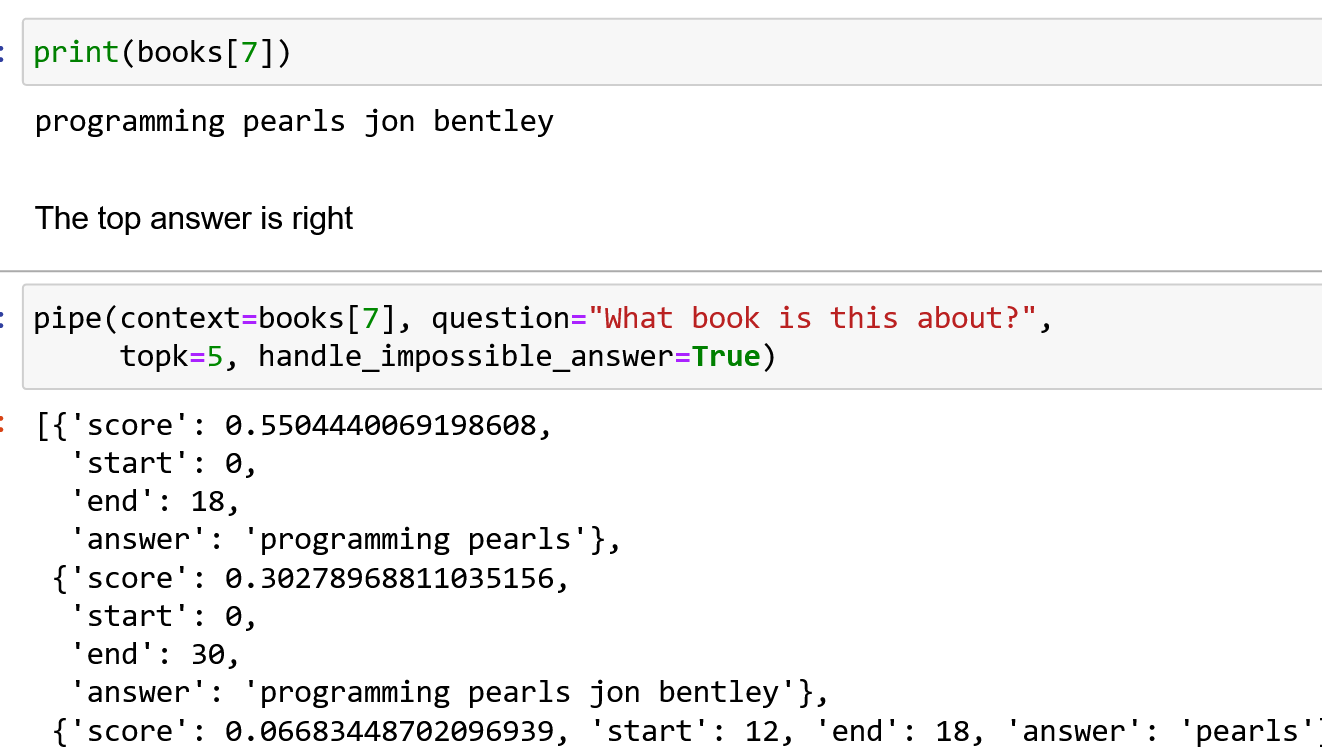 : print(books[7])
programming pearls jon bentley
The top answer is right
: pipe(context=books[7], question="What book is this about?",
topk=5, handle_impossible_answer=True)
: [{'score': 0.5504440069198608,
'start': 0,
'end': 18,
'answer': 'programming pearls'},
{'score': 0.30278968811035156,
'start': 0,
'end': 30,
'answer': 'programming pearls jon bentley'},
{'score': 0.06683448702096939, 'start': 12, 'end': 18, 'answer': 'pearls'}